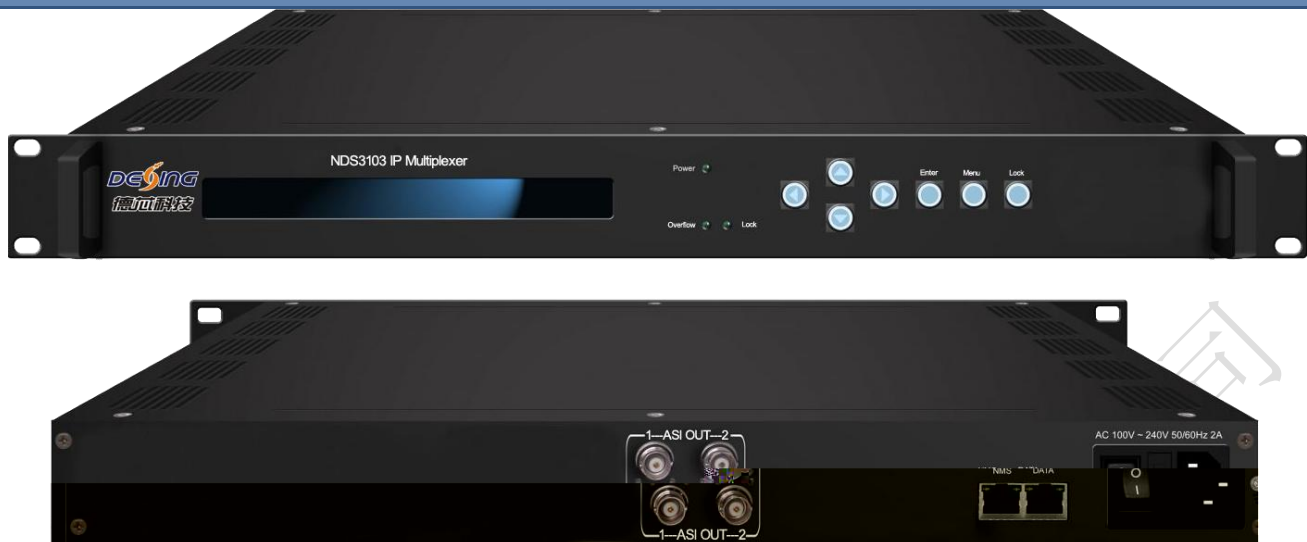 NDS3103 IP Multiplexer
DEXING
德芯科技
Power
Overflow
Lock
Enter
Menu
Lock
1---ASI OUT---2
AC 100V ~ 240V 50/60Hz 2A
NMS
DATA
O
I
1---ASI OUT---2